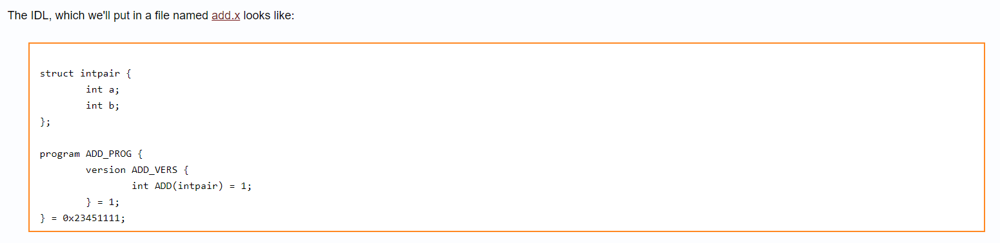 The IDL, which we'll put in a file named add.x looks like:
struct intpair {
        int a;
        int b;
};
program ADD_PROG {
        version ADD_VERS {
                int ADD(intpair) = 1;
        } = 1;
} = 0x23451111;